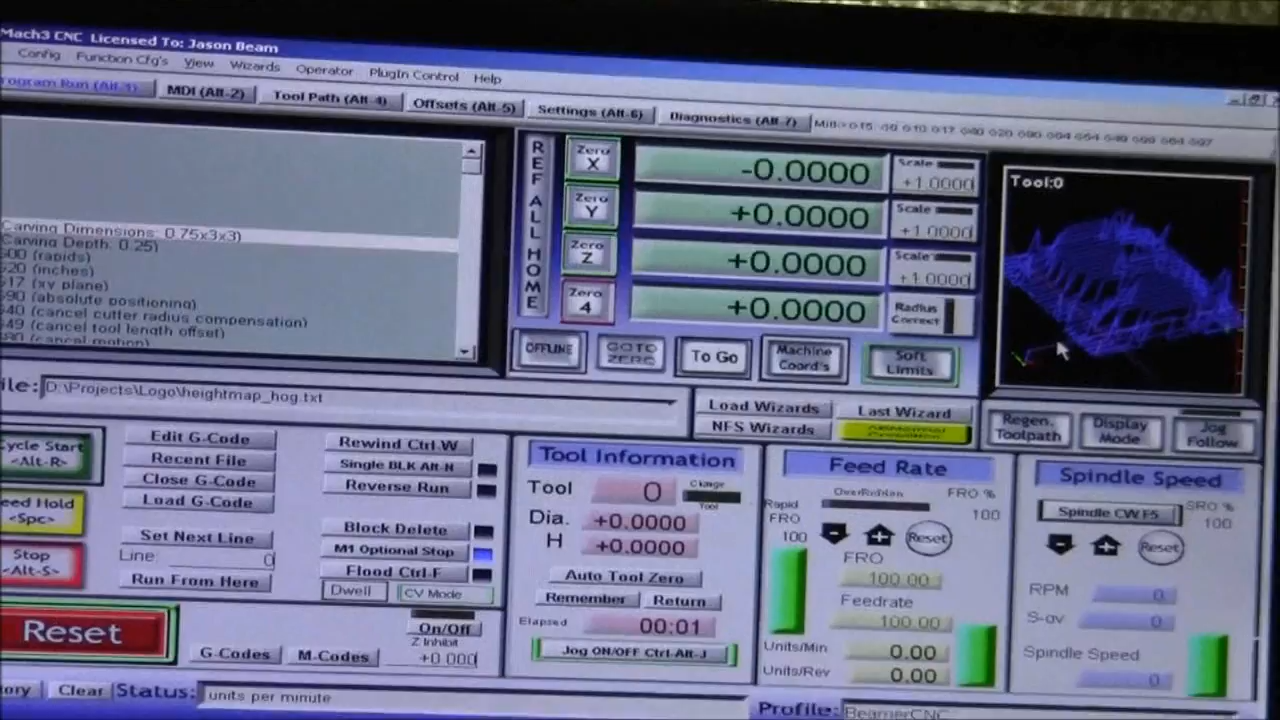 Mach3 CNC Licensed To: Jason Beam
Config Function Cfg's View Wizards Operator PlugIn Control Help
rogram Run (Alt-1) MDI (Alt-2) Tool Path (Alt-4) Offsets (Alt-5) Settings (Alt-6) Diagnostics (Alt-7)
Carving Dimensions: 0.75x3x3)
Carving Depth: 0.25)
G00 (rapids)
G20 (inches)
G17 (xy plane)
G90 (absolute positioning)
G40 (cancel cutter radius compensation)
G49 (cancel tool length offset)
G80 (cancel motion)
REF ALL HOME
Zero X -0.0000 Scale +1.0000
Zero Y +0.0000 Scale +1.0000
Zero Z +0.0000 Scale +1.0000
Zero 4 +0.0000 Radius Correct
OFFLINE GOTO ZERO To Go Machine Coord's Soft Limits
Tool:0
ile: D:\Projects\Logo\heightmap_hog.txt
Load Wizards Last Wizard
NFS Wizards
Regen. Toolpath Display Mode Jog Follow
Cycle Start <Alt-R>
eed Hold <Spc>
Stop <Alt-S>
Reset
Edit G-Code
Recent File
Close G-Code
Load G-Code
Set Next Line
Line: 0
Run From Here
Rewind Ctrl-W
Single BLK Alt-N
Reverse Run
Block Delete
M1 Optional Stop
Flood Ctrl-F
Dwell CV Mode
On/Off
Z Inhibit
+0.000
G-Codes M-Codes
Tool Information
Tool 0 Change Tool
Dia. +0.0000
H +0.0000
Auto Tool Zero
Remember Return
Elapsed 00:01
Jog ON/OFF Ctrl-Alt-J
Feed Rate
OverRidden FRO % 100
Rapid FRO 100
Reset
FRO
100.00
Feedrate
100.00
Units/Min 0.00
Units/Rev 0.00
Spindle Speed
Spindle CW F5 SRO % 100
Reset
RPM 0
S-ov 0
Spindle Speed 0
ory Clear Status: units per minute
Profile: BeamerCNC